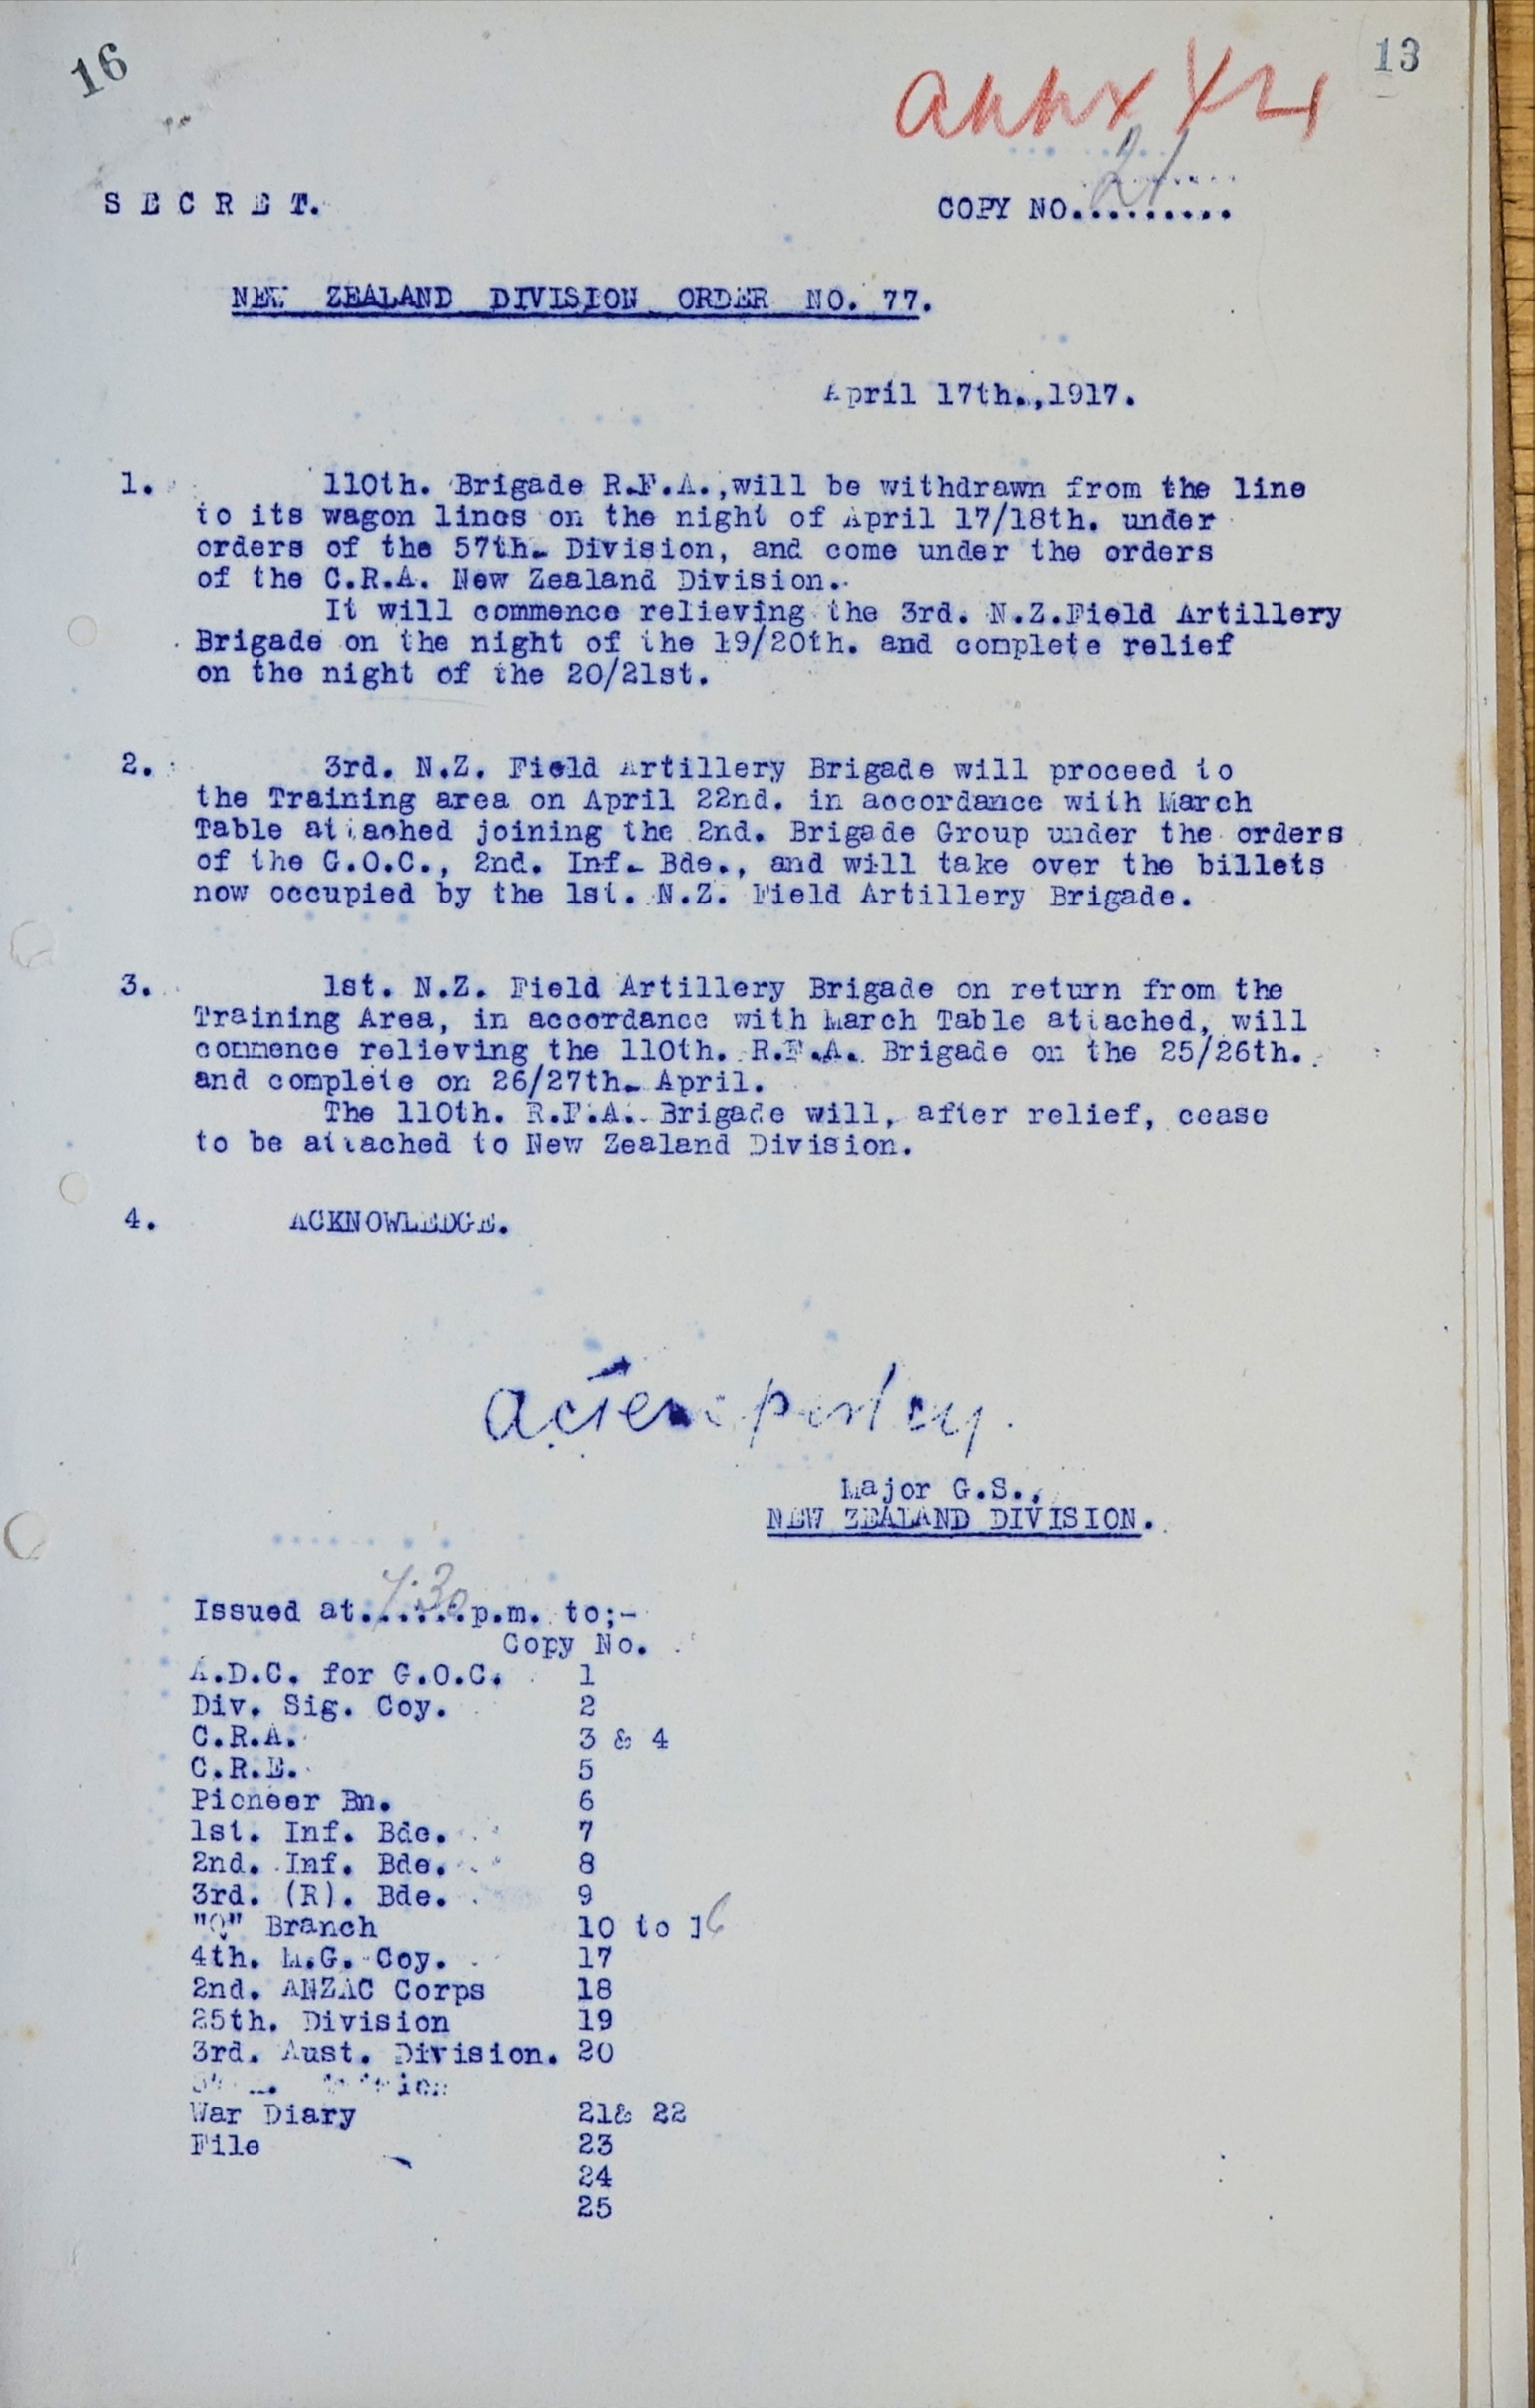 16
13
S E C R E T.
21
COPY NO..........
NEW ZEALAND DIVISION ORDER NO. 77.
April 17th.,1917.
1. 110th. Brigade R.F.A.,will be withdrawn from the line
to its wagon lines on the night of April 17/18th. under
orders of the 57th. Division, and come under the orders
of the C.R.A. New Zealand Division.
It will commence relieving the 3rd. N.Z.Field Artillery
Brigade on the night of the 19/20th. and complete relief
on the night of the 20/21st.
2. 3rd. N.Z. Field Artillery Brigade will proceed to
the Training area on April 22nd. in accordance with March
Table attached joining the 2nd. Brigade Group under the orders
of the G.O.C., 2nd. Inf. Bde., and will take over the billets
now occupied by the 1st. N.Z. Field Artillery Brigade.
3. 1st. N.Z. Field Artillery Brigade on return from the
Training Area, in accordance with March Table attached, will
commence relieving the 110th. R.F.A. Brigade on the 25/26th.
and complete on 26/27th. April.
The 110th. R.F.A. Brigade will, after relief, cease
to be attached to New Zealand Division.
4. ACKNOWLEDGE.
Major G.S.,
NEW ZEALAND DIVISION.
Issued at 7.30 p.m. to;-
Copy No.
A.D.C. for G.O.C. 1
Div. Sig. Coy. 2
C.R.A. 3 & 4
C.R.E. 5
Pioneer Bn. 6
1st. Inf. Bde. 7
2nd. Inf. Bde. 8
3rd. (R). Bde. 9
"Q" Branch 10 to 16
4th. M.G. Coy. 17
2nd. ANZAC Corps 18
25th. Division 19
3rd. Aust. Division. 20
War Diary 21& 22
File 23
24
25